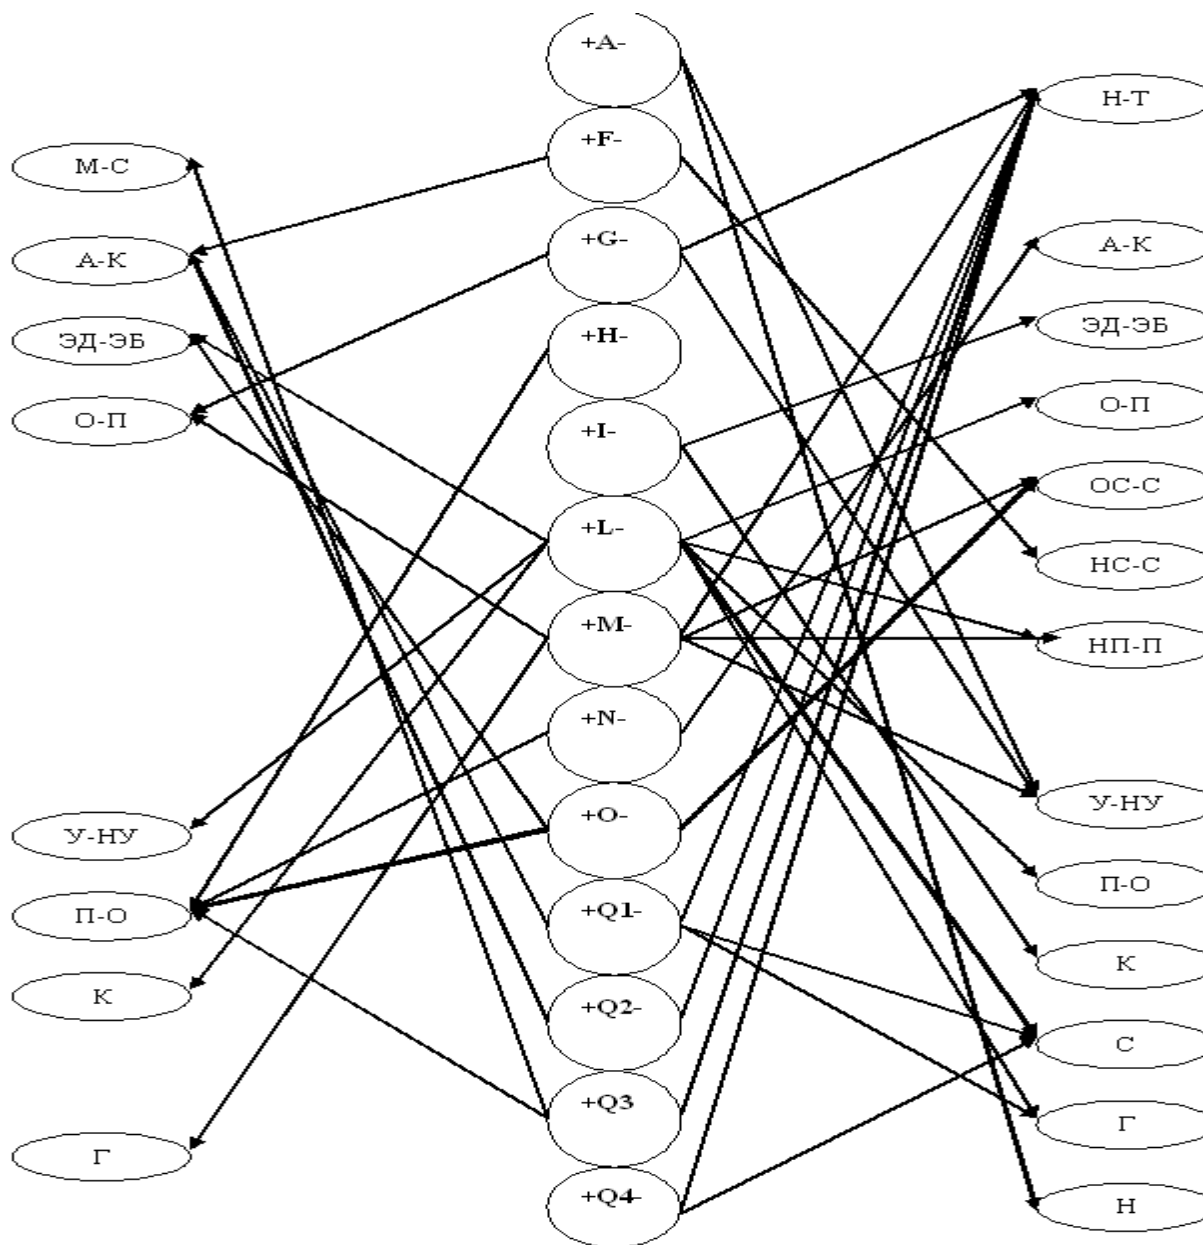 +A-
+F-
+G-
+H-
+I-
+L-
+M-
+N-
+O-
+Q1-
+Q2-
+Q3
+Q4-
М-С
А-К
ЭД-ЭБ
О-П
У-НУ
П-О
К
Г
Н-Т
А-К
ЭД-ЭБ
О-П
ОС-С
НС-С
НП-П
У-НУ
П-О
К
С
Г
Н